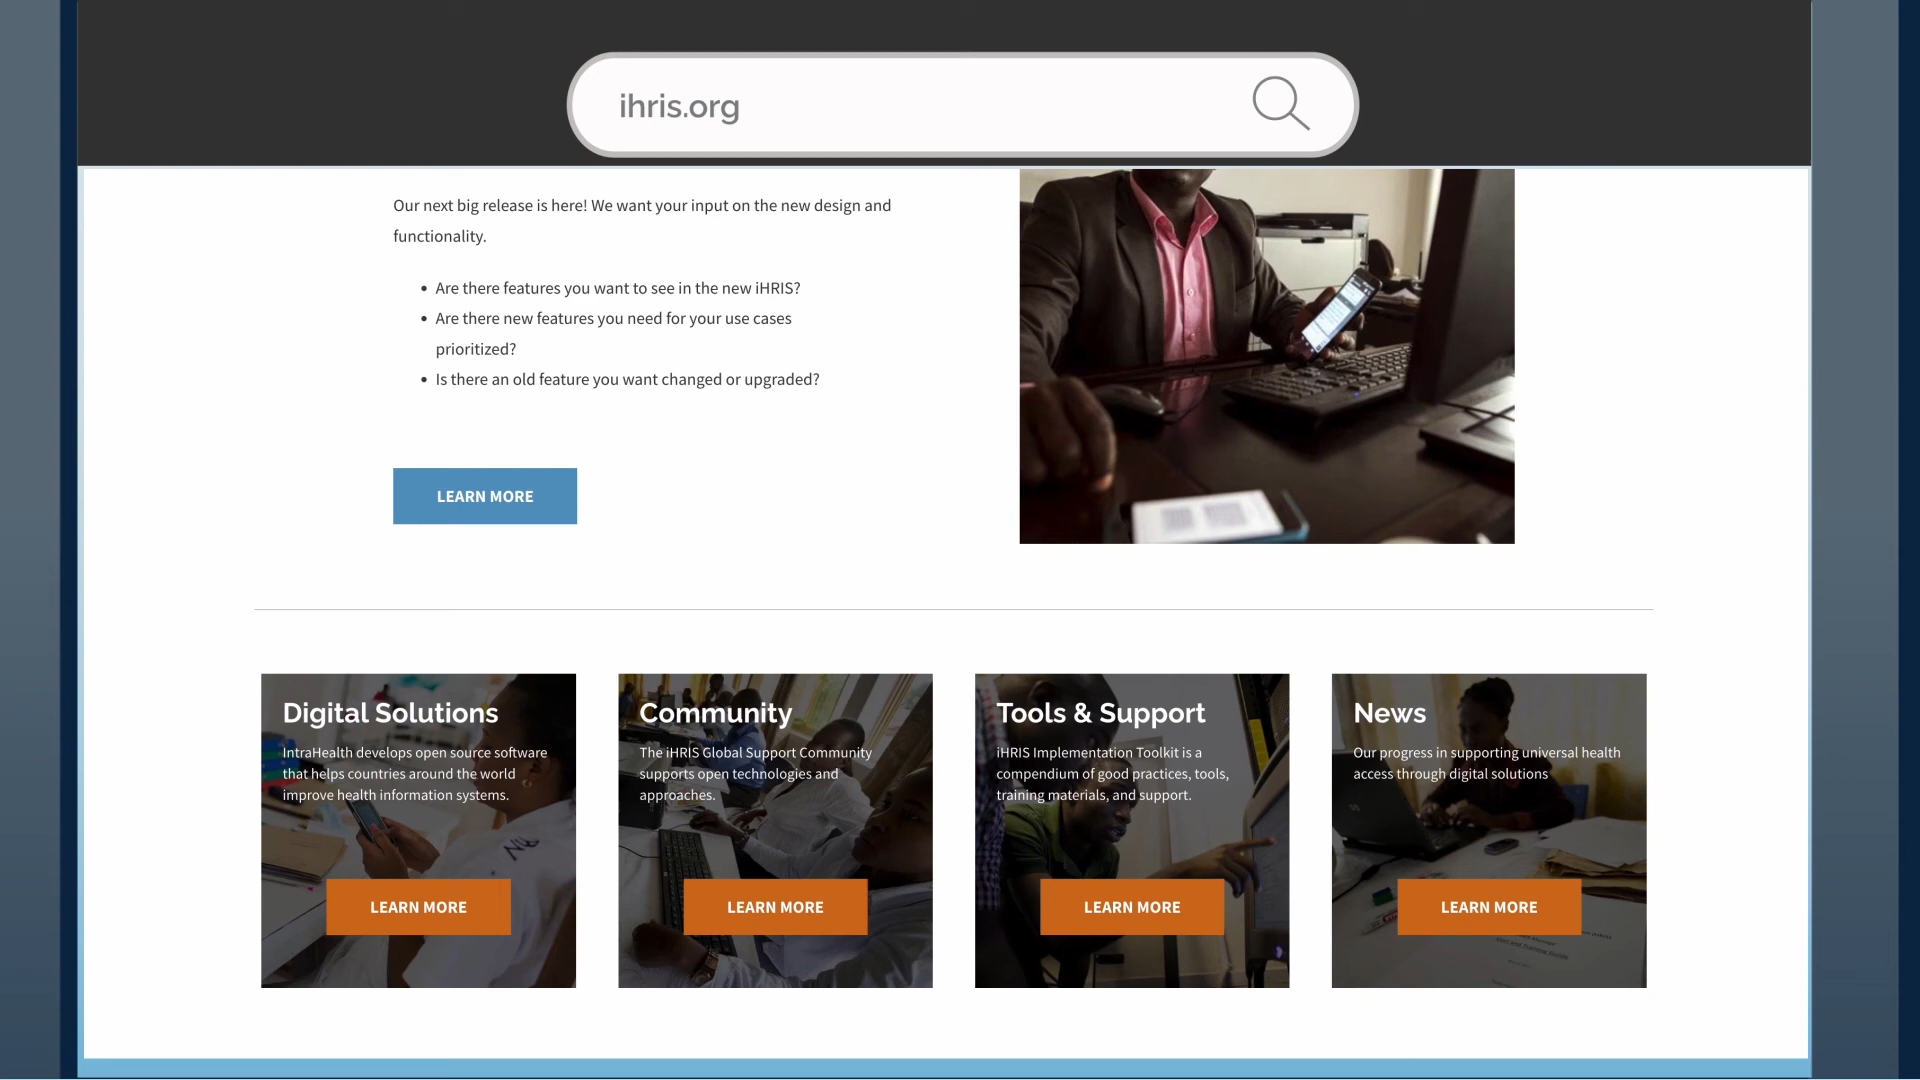 ihris.org
Our next big release is here! We want your input on the new design and
functionality.
• Are there features you want to see in the new iHRIS?
• Are there new features you need for your use cases
prioritized?
• Is there an old feature you want changed or upgraded?
LEARN MORE
Digital Solutions
IntraHealth develops open source software
that helps countries around the world
improve health information systems.
LEARN MORE
Community
The iHRIS Global Support Community
supports open technologies and
approaches.
LEARN MORE
Tools & Support
iHRIS Implementation Toolkit is a
compendium of good practices, tools,
training materials, and support.
LEARN MORE
News
Our progress in supporting universal health
access through digital solutions
LEARN MORE